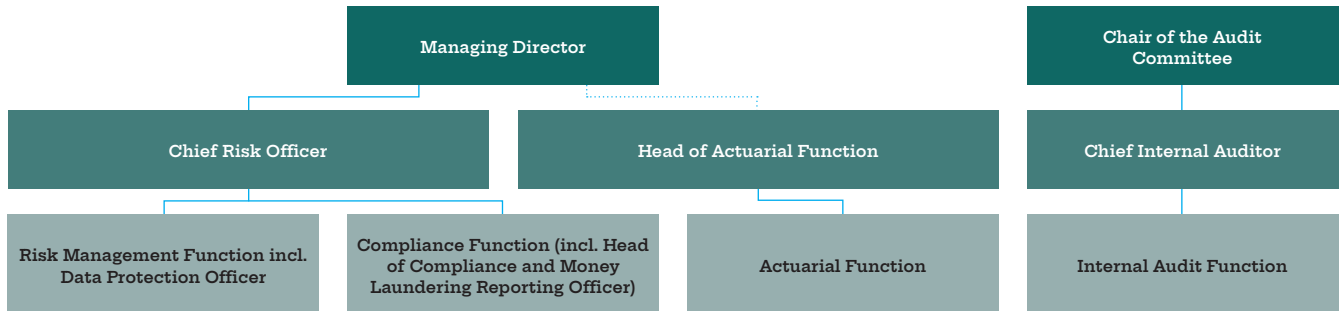 Managing Director
Chair of the Audit
Committee
Chief Risk Officer
Head of Actuarial Function
Chief Internal Auditor
Risk Management Function incl.
Data Protection Officer
Compliance Function (incl. Head
of Compliance and Money
Laundering Reporting Officer)
Actuarial Function
Internal Audit Function